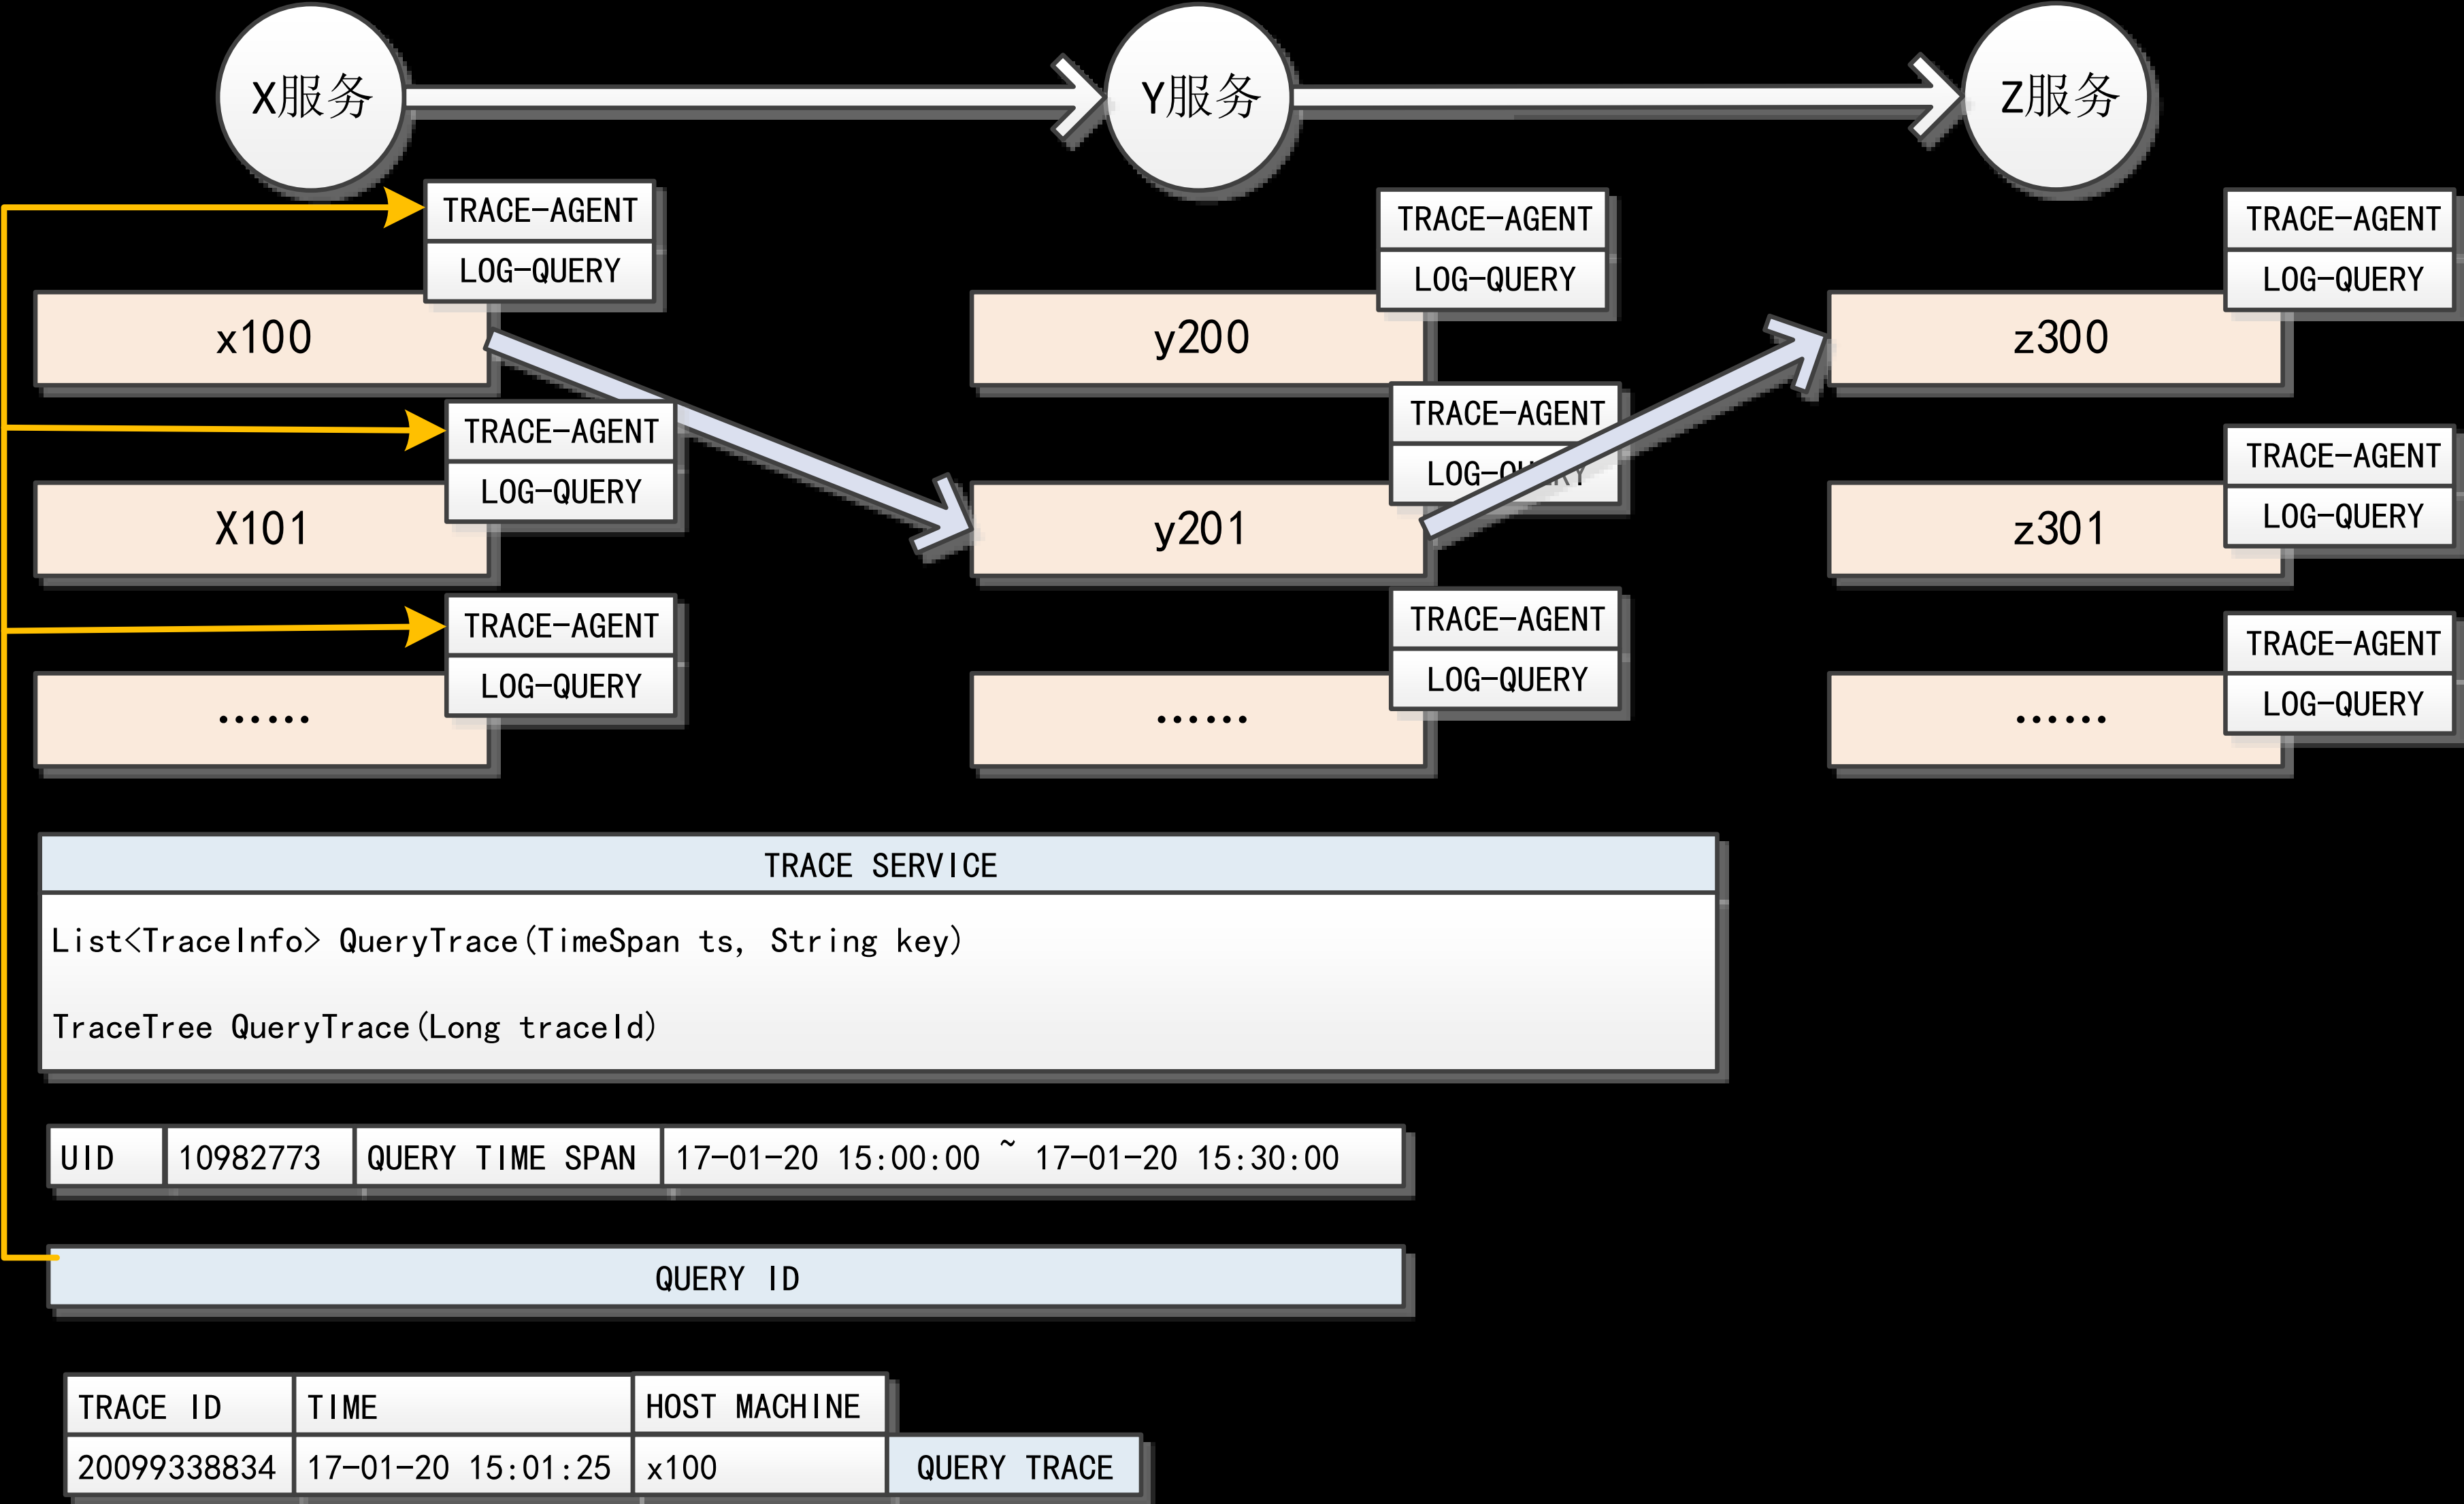 X服务
Y服务
Z服务
TRACE-AGENT
LOG-QUERY
TRACE-AGENT
LOG-QUERY
TRACE-AGENT
LOG-QUERY
x100
y200
z300
TRACE-AGENT
LOG-QUERY
TRACE-AGENT
LOG-QUERY
TRACE-AGENT
LOG-QUERY
X101
y201
z301
TRACE-AGENT
LOG-QUERY
TRACE-AGENT
LOG-QUERY
TRACE-AGENT
LOG-QUERY
······
······
······
TRACE SERVICE
List<TraceInfo> QueryTrace(TimeSpan ts, String key)
TraceTree QueryTrace(Long traceId)
UID 10982773 QUERY TIME SPAN 17-01-20 15:00:00 ~ 17-01-20 15:30:00
QUERY ID
TRACE ID TIME HOST MACHINE
20099338834 17-01-20 15:01:25 x100 QUERY TRACE